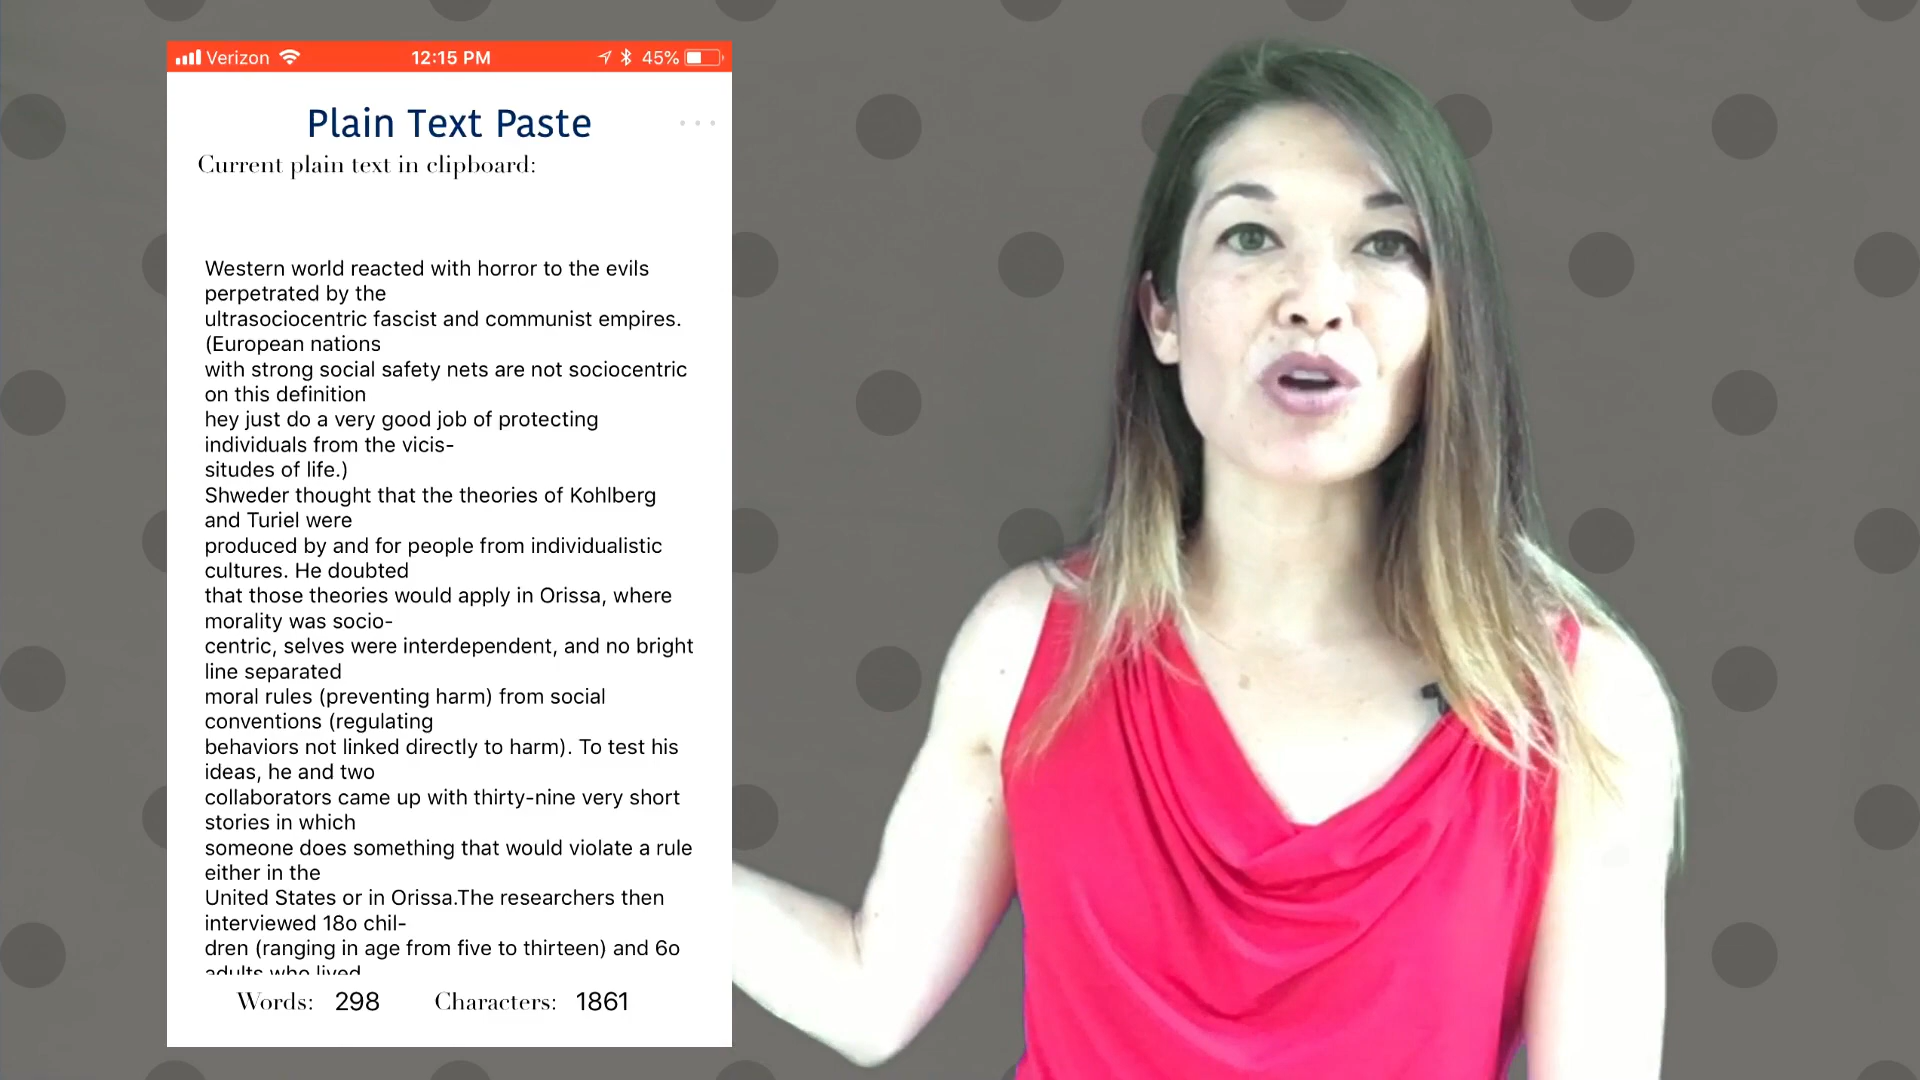 Verizon 12:15 PM 45%
Plain Text Paste
Current plain text in clipboard:
Western world reacted with horror to the evils
perpetrated by the
ultrasociocentric fascist and communist empires.
(European nations
with strong social safety nets are not sociocentric
on this definition
hey just do a very good job of protecting
individuals from the vicis-
situdes of life.)
Shweder thought that the theories of Kohlberg
and Turiel were
produced by and for people from individualistic
cultures. He doubted
that those theories would apply in Orissa, where
morality was socio-
centric, selves were interdependent, and no bright
line separated
moral rules (preventing harm) from social
conventions (regulating
behaviors not linked directly to harm). To test his
ideas, he and two
collaborators came up with thirty-nine very short
stories in which
someone does something that would violate a rule
either in the
United States or in Orissa.The researchers then
interviewed 18o chil-
dren (ranging in age from five to thirteen) and 6o
adults who lived
Words: 298 Characters: 1861